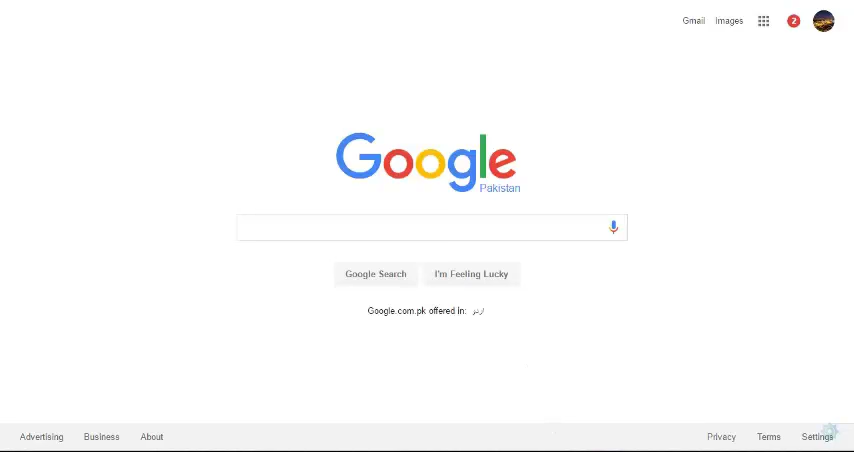 Gmail Images 2
Google
Pakistan
Google Search I'm Feeling Lucky
Google.com.pk offered in: اردو
Advertising Business About Privacy Terms Settings